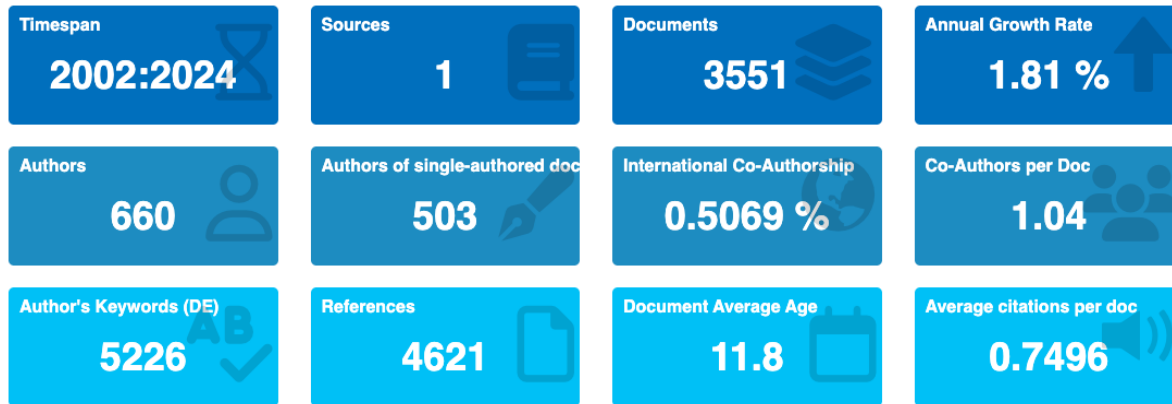 Timespan
2002:2024
Sources
1
Documents
3551
Annual Growth Rate
1.81 %
Authors
660
Authors of single-authored doc
503
International Co-Authorship
0.5069 %
Co-Authors per Doc
1.04
Author's Keywords (DE)
5226
AB
References
4621
Document Average Age
11.8
Average citations per doc
0.7496